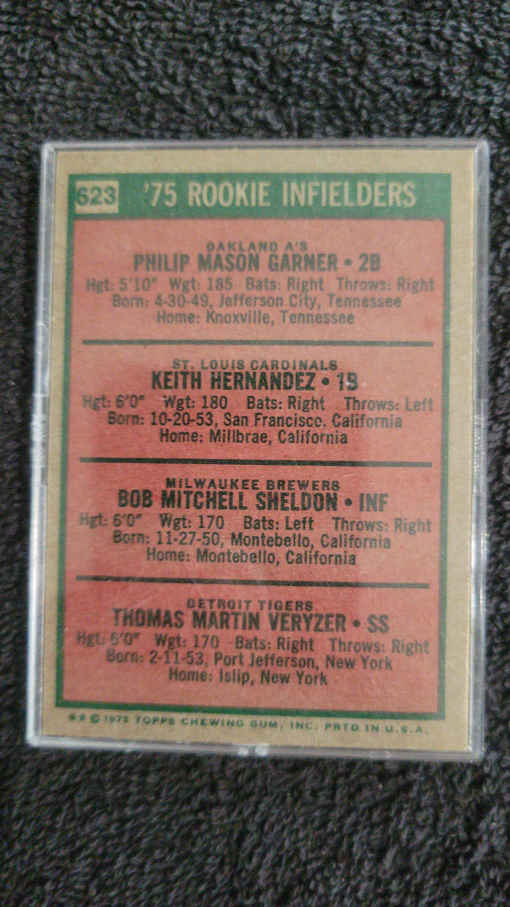 623 '75 ROOKIE INFIELDERS
OAKLAND A'S
PHILIP MASON GARNER • 2B
Hgt: 5'10" Wgt: 185 Bats: Right Throws: Right
Born: 4-30-49, Jefferson City, Tennessee
Home: Knoxville, Tennessee
ST. LOUIS CARDINALS
KEITH HERNANDEZ • 1B
Hgt: 6'0" Wgt: 180 Bats: Right Throws: Left
Born: 10-20-53, San Francisco, California
Home: Millbrae, California
MILWAUKEE BREWERS
BOB MITCHELL SHELDON • INF
Hgt: 6'0" Wgt: 170 Bats: Left Throws: Right
Born: 11-27-50, Montebello, California
Home: Montebello, California
DETROIT TIGERS
THOMAS MARTIN VERYZER • SS
Hgt: 6'0" Wgt: 170 Bats: Right Throws: Right
Born: 2-11-53, Port Jefferson, New York
Home: Islip, New York
© 1975 TOPPS CHEWING GUM, INC. PRTD IN U.S.A.